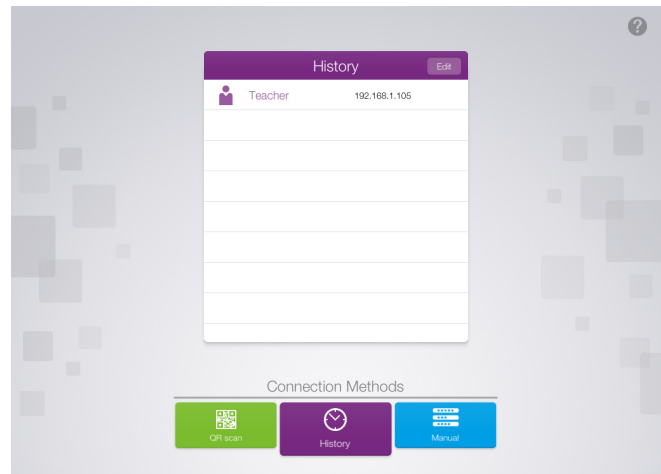 ?
History Edit
Teacher 192.168.1.105
Connection Methods
QR scan
History
Manual